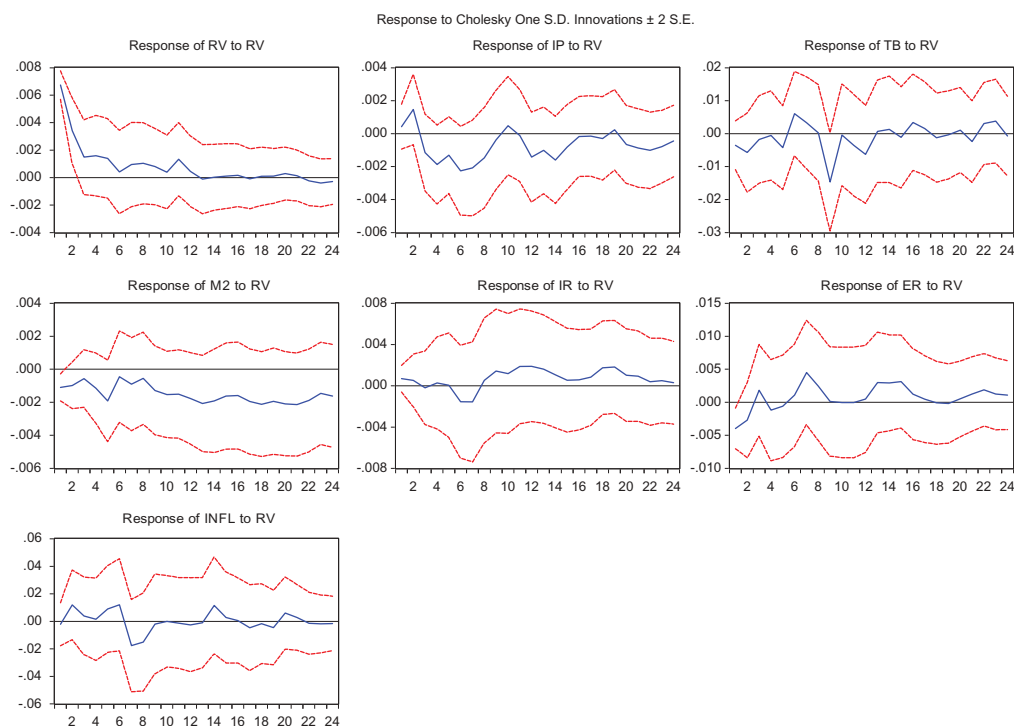 Response to Cholesky One S.D. Innovations ± 2 S.E.
Response of RV to RV
.008
.006
.004
.002
.000
-.002
-.004
2 4 6 8 10 12 14 16 18 20 22 24
Response of IP to RV
.004
.002
.000
-.002
-.004
-.006
2 4 6 8 10 12 14 16 18 20 22 24
Response of TB to RV
.02
.01
.00
-.01
-.02
-.03
2 4 6 8 10 12 14 16 18 20 22 24
Response of M2 to RV
.004
.002
.000
-.002
-.004
-.006
2 4 6 8 10 12 14 16 18 20 22 24
Response of IR to RV
.008
.004
.000
-.004
-.008
2 4 6 8 10 12 14 16 18 20 22 24
Response of ER to RV
.015
.010
.005
.000
-.005
-.010
2 4 6 8 10 12 14 16 18 20 22 24
Response of INFL to RV
.06
.04
.02
.00
-.02
-.04
-.06
2 4 6 8 10 12 14 16 18 20 22 24